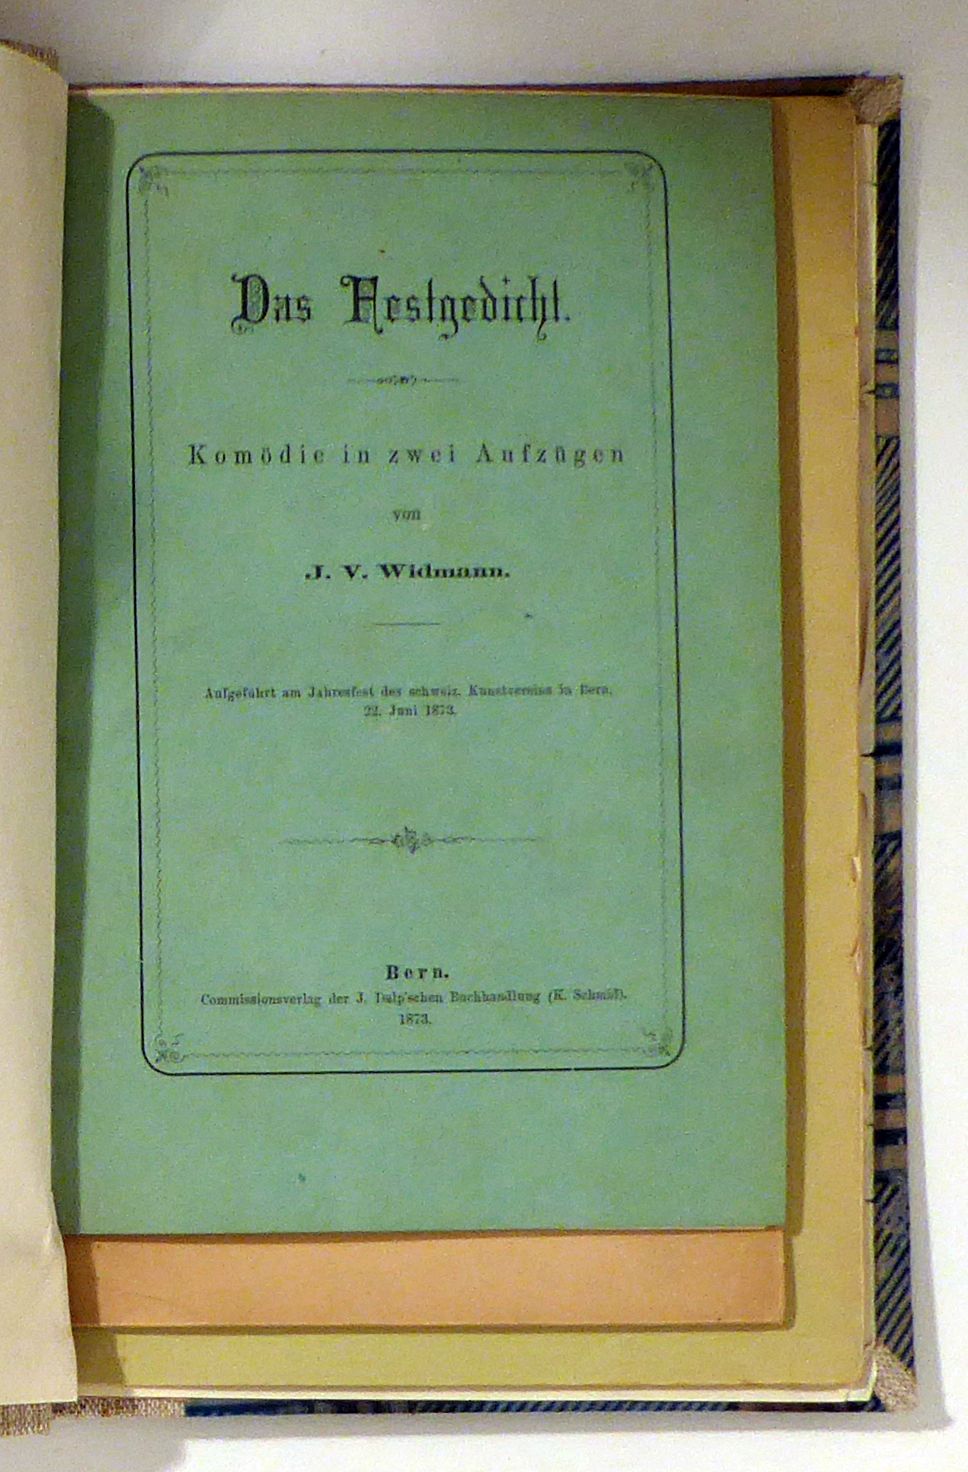 Das Festgedicht.
Komödie in zwei Aufzügen
von
J. V. Widmann.
Aufgeführt am Jahresfest des schweiz. Kunstvereins in Bern,
22. Juni 1873.
Bern.
Commissionsverlag der J. Dalp'schen Buchhandlung (K. Schmid).
1873.